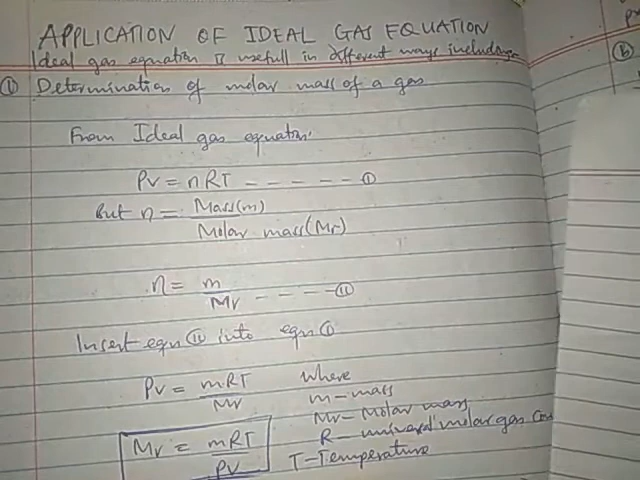 APPLICATION OF IDEAL GAS EQUATION
Ideal gas equation is usefull in different ways including:-
① Determination of molar mass of a gas
From Ideal gas equation:
PV = nRT - - - - - - ①
But n = Mass(m)
Molar mass(Mr)
n = m
Mr - - - - ⑪
Insert eqn ⑪ into eqn ①
PV = mRT
Mr
Where
m - mass
Mr - Molar mass
R - universal molar gas
T - Temperature
Mr = mRT
PV
ⓑ